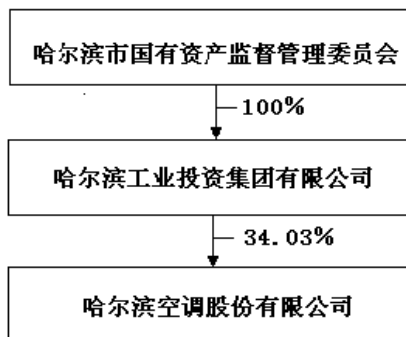 哈尔滨市国有资产监督管理委员会
100%
哈尔滨工业投资集团有限公司
34.03%
哈尔滨空调股份有限公司